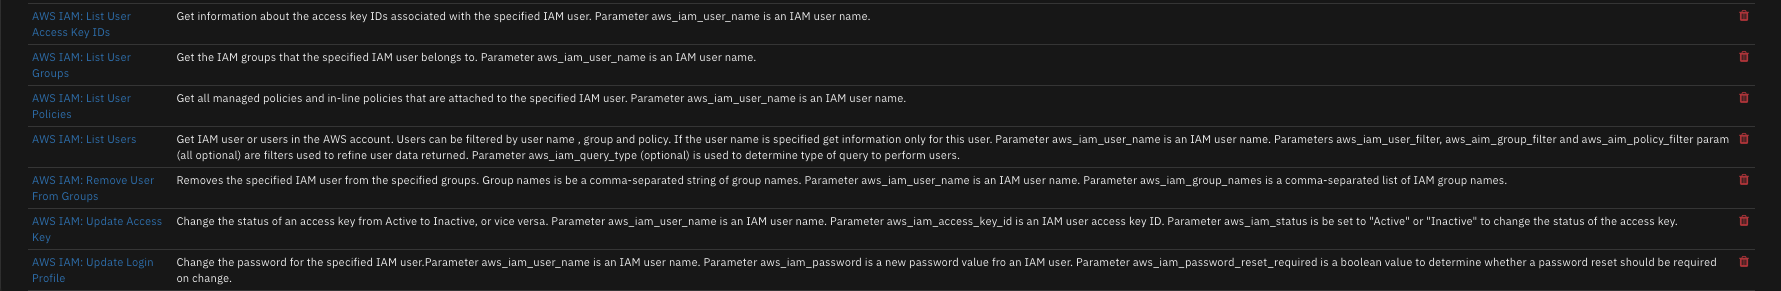 AWS IAM: List User Get information about the access key IDs associated with the specified IAM user. Parameter aws_iam_user_name is an IAM user name.
Access Key IDs
AWS IAM: List User Get the IAM groups that the specified IAM user belongs to. Parameter aws_iam_user_name is an IAM user name.
Groups
AWS IAM: List User Get all managed policies and in-line policies that are attached to the specified IAM user. Parameter aws_iam_user_name is an IAM user name.
Policies
AWS IAM: List Users Get IAM user or users in the AWS account. Users can be filtered by user name , group and policy. If the user name is specified get information only for this user. Parameter aws_iam_user_name is an IAM user name. Parameters aws_iam_user_filter, aws_aim_group_filter and aws_aim_policy_filter param
(all optional) are filters used to refine user data returned. Parameter aws_iam_query_type (optional) is used to determine type of query to perform users.
AWS IAM: Remove User Removes the specified IAM user from the specified groups. Group names is be a comma-separated string of group names. Parameter aws_iam_user_name is an IAM user name. Parameter aws_iam_group_names is a comma-separated list of IAM group names.
From Groups
AWS IAM: Update Access Change the status of an access key from Active to Inactive, or vice versa. Parameter aws_iam_user_name is an IAM user name. Parameter aws_iam_access_key_id is an IAM user access key ID. Parameter aws_iam_status is be set to "Active" or "Inactive" to change the status of the access key.
Key
AWS IAM: Update Login Change the password for the specified IAM user.Parameter aws_iam_user_name is an IAM user name. Parameter aws_iam_password is a new password value fro an IAM user. Parameter aws_iam_password_reset_required is a boolean value to determine whether a password reset should be required
Profile on change.